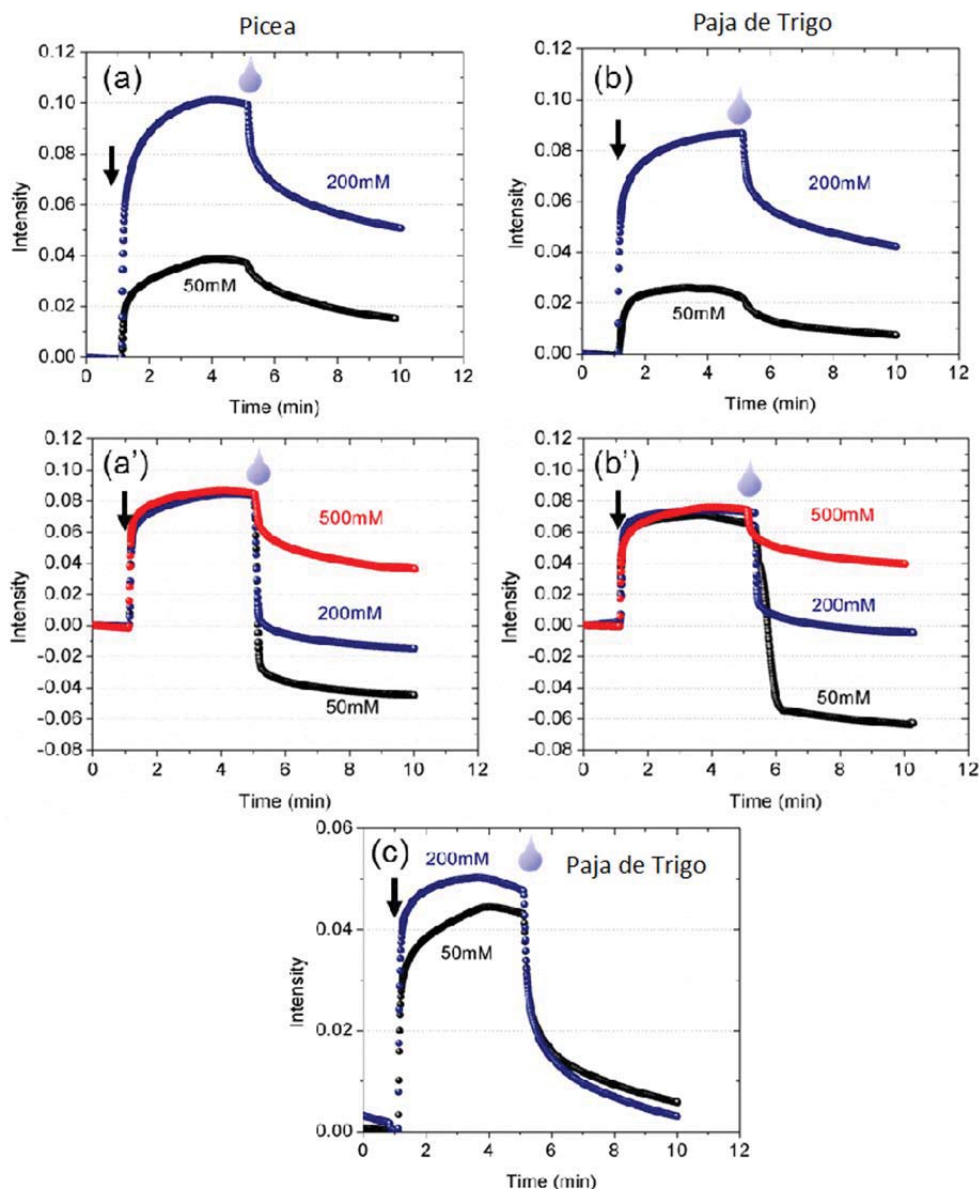 Picea
Paja de Trigo
(a)
0.12
0.10
0.08
0.06
0.04
0.02
0.00
Intensity
200mM
50mM
0 2 4 6 8 10 12
Time (min)
(b)
0.12
0.10
0.08
0.06
0.04
0.02
0.00
Intensity
200mM
50mM
0 2 4 6 8 10 12
Time (min)
(a')
0.12
0.10
0.08
0.06
0.04
0.02
0.00
-0.02
-0.04
-0.06
-0.08
Intensity
500mM
200mM
50mM
0 2 4 6 8 10 12
Time (min)
(b')
0.12
0.10
0.08
0.06
0.04
0.02
0.00
-0.02
-0.04
-0.06
-0.08
Intensity
500mM
200mM
50mM
0 2 4 6 8 10 12
Time (min)
(c)
Paja de Trigo
0.06
0.04
0.02
0.00
Intensity
200mM
50mM
0 2 4 6 8 10 12
Time (min)